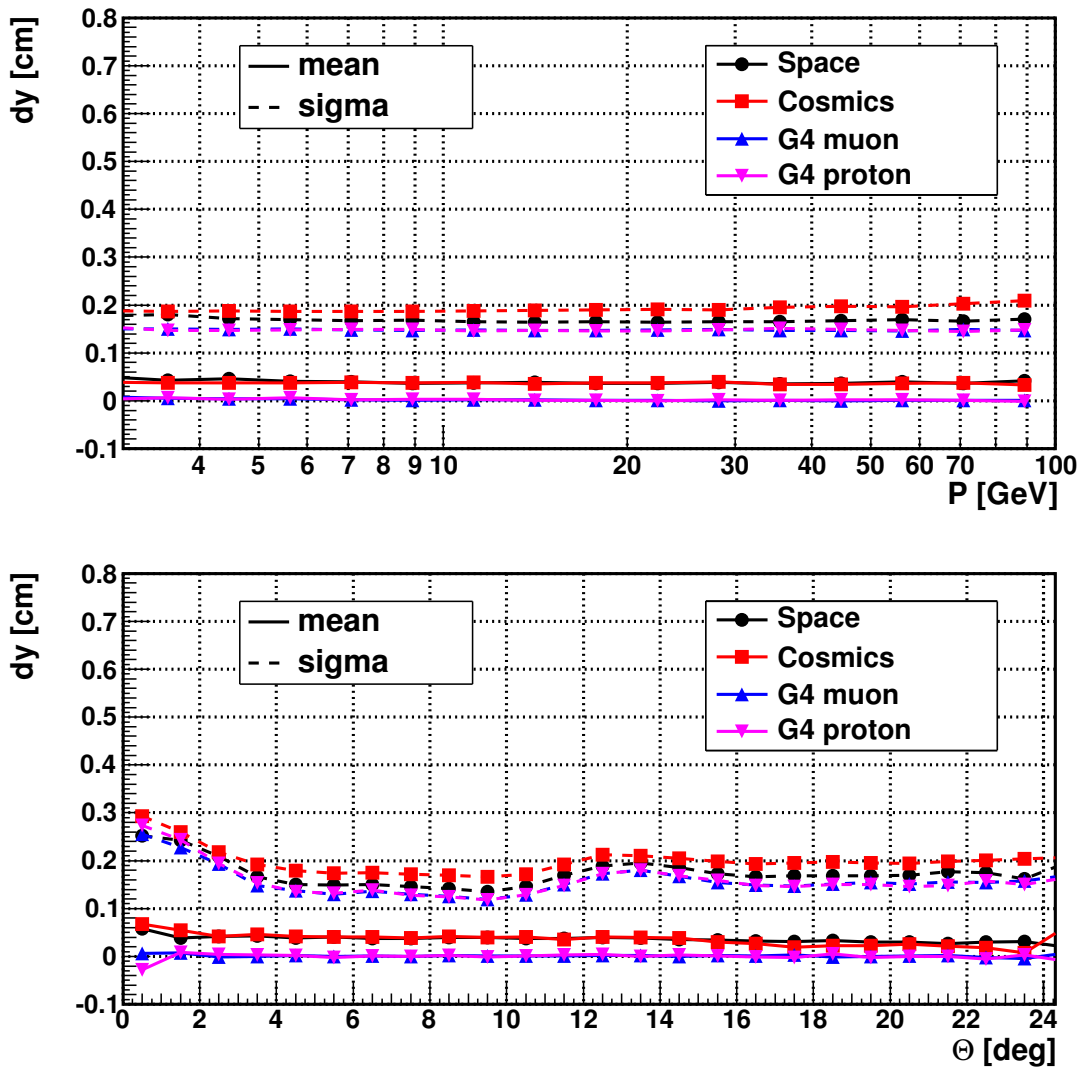 dy [cm]
0.8
0.7
0.6
0.5
0.4
0.3
0.2
0.1
0
-0.1
mean
sigma
Space
Cosmics
G4 muon
G4 proton
4 5 6 7 8 9 10 20 30 40 50 60 70 100
P [GeV]
dy [cm]
0.8
0.7
0.6
0.5
0.4
0.3
0.2
0.1
0
-0.1
mean
sigma
Space
Cosmics
G4 muon
G4 proton
0 2 4 6 8 10 12 14 16 18 20 22 24
Θ [deg]